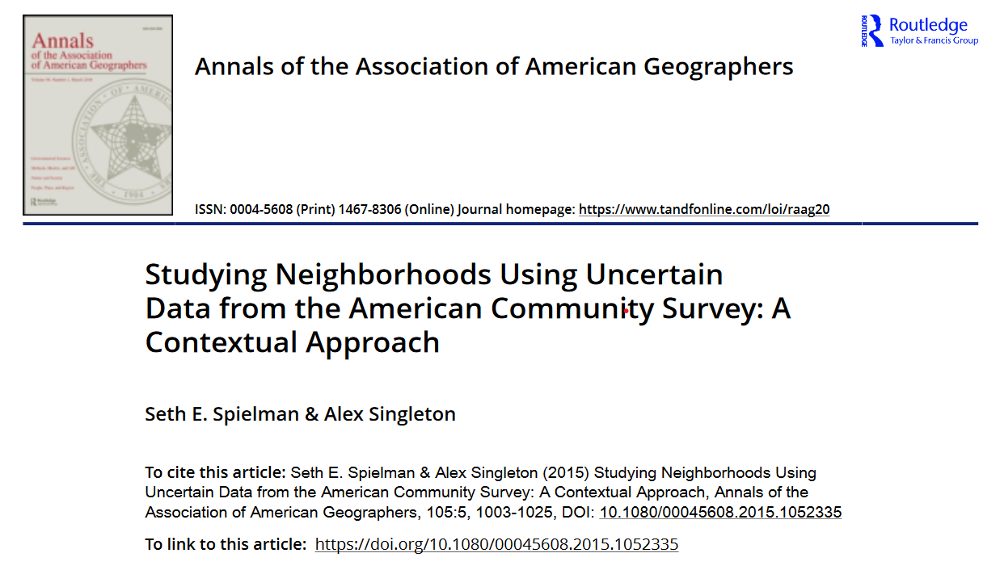 Annals
of the Association
of American Geographers
OF AMERICAN
THE
1904
Routledge
ROUTLEDGE
Routledge
Taylor & Francis Group
Annals of the Association of American Geographers
ISSN: 0004-5608 (Print) 1467-8306 (Online) Journal homepage: https://www.tandfonline.com/loi/raag20
Studying Neighborhoods Using Uncertain
Data from the American Community Survey: A
Contextual Approach
Seth E. Spielman & Alex Singleton
To cite this article: Seth E. Spielman & Alex Singleton (2015) Studying Neighborhoods Using
Uncertain Data from the American Community Survey: A Contextual Approach, Annals of the
Association of American Geographers, 105:5, 1003-1025, DOI: 10.1080/00045608.2015.1052335
To link to this article: https://doi.org/10.1080/00045608.2015.1052335